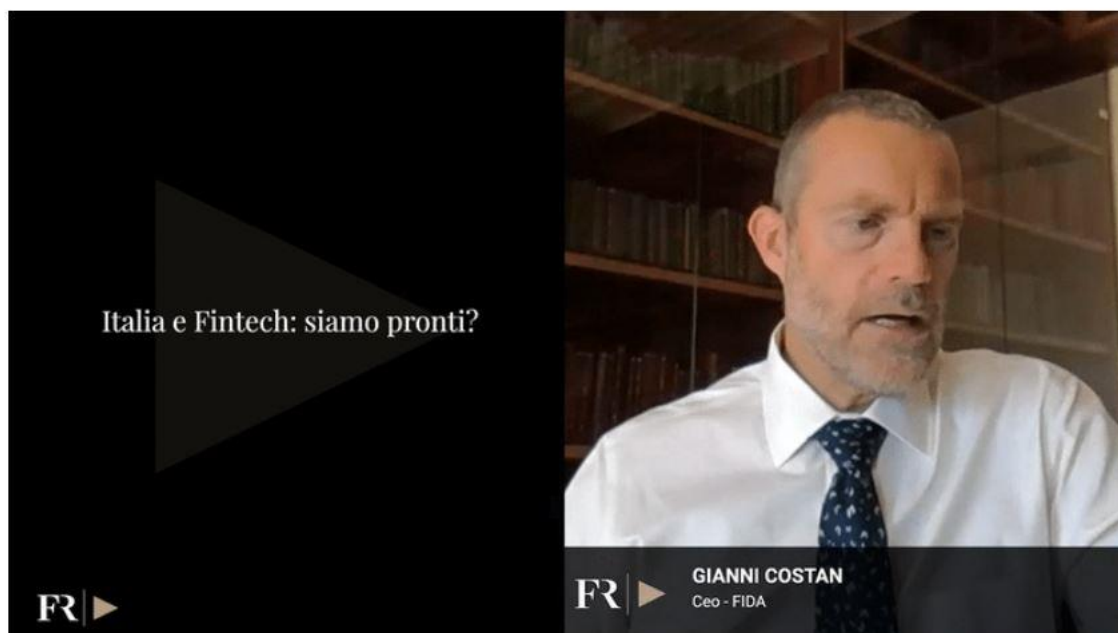 Italia e Fintech: siamo pronti?
FR
FR
GIANNI COSTAN
Ceo - FIDA